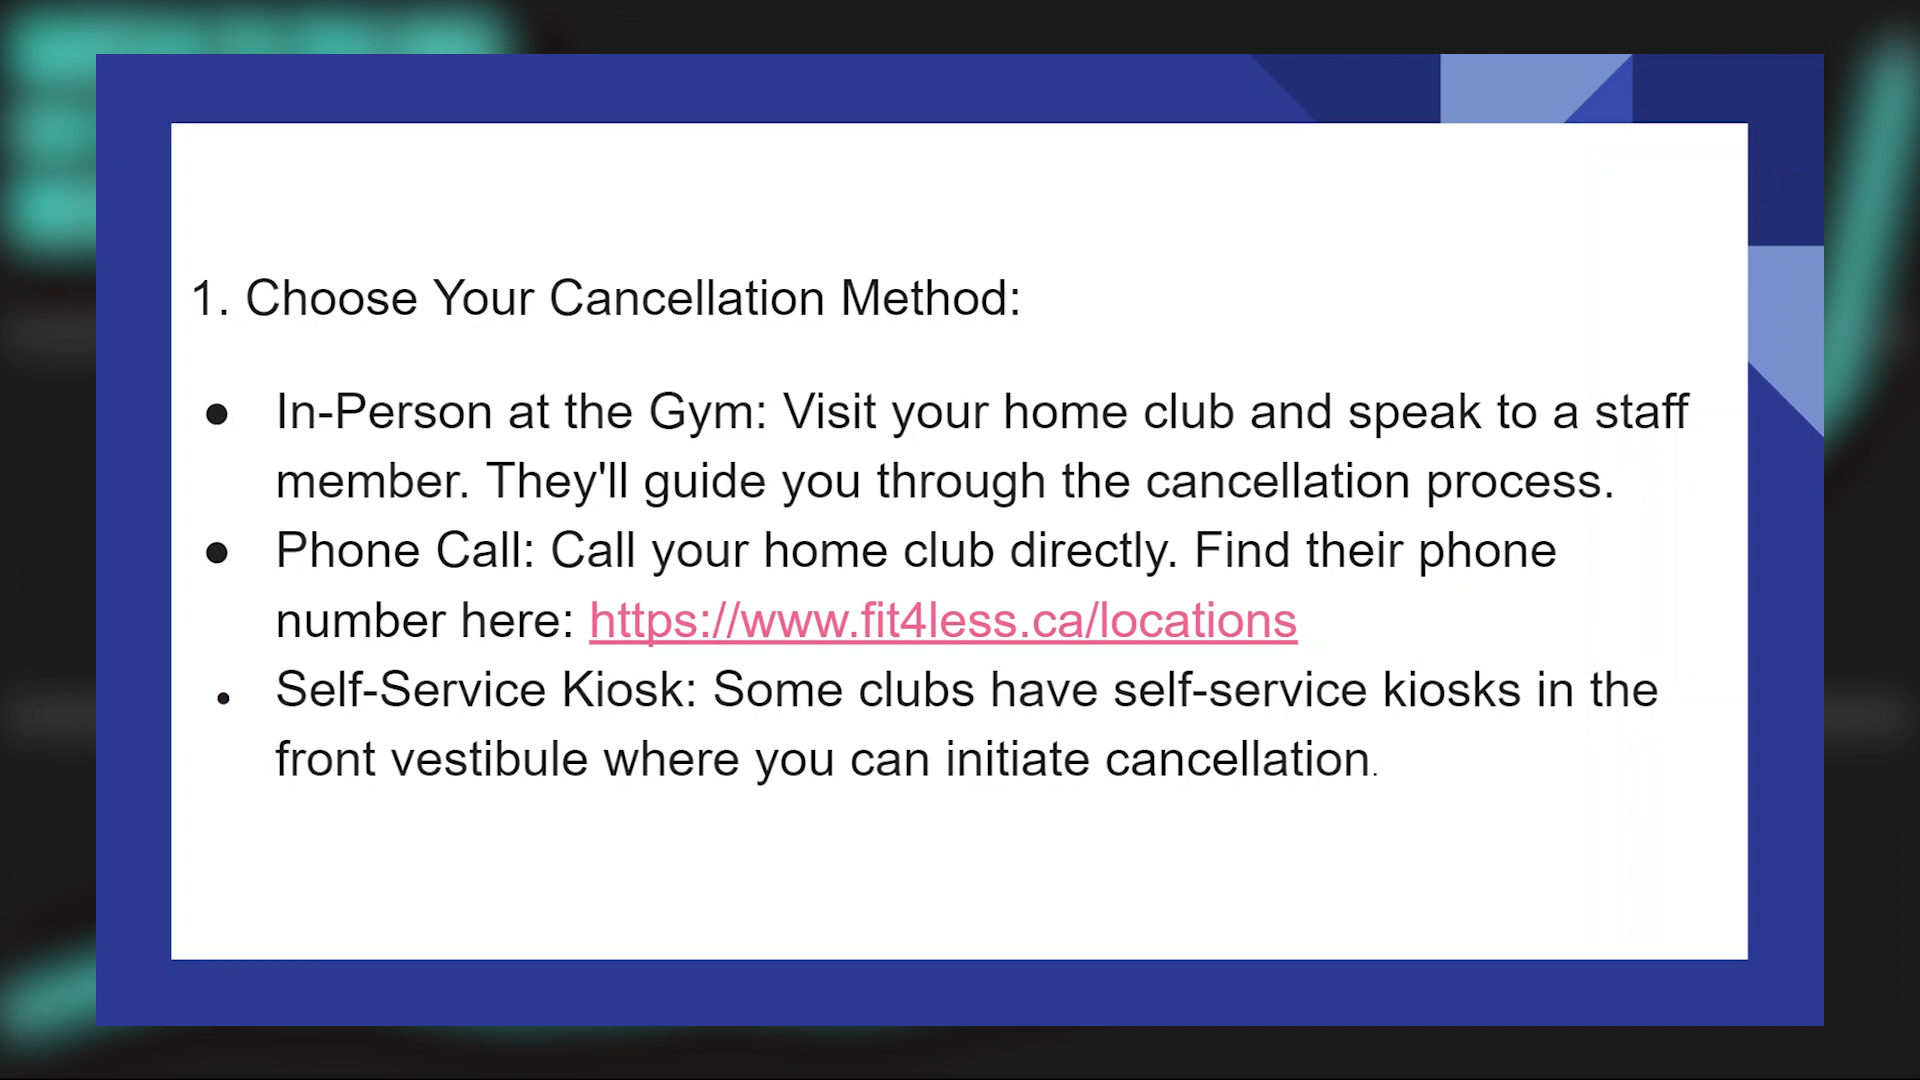 1. Choose Your Cancellation Method:
● In-Person at the Gym: Visit your home club and speak to a staff
member. They'll guide you through the cancellation process.
● Phone Call: Call your home club directly. Find their phone
number here: https://www.fit4less.ca/locations
● Self-Service Kiosk: Some clubs have self-service kiosks in the
front vestibule where you can initiate cancellation.